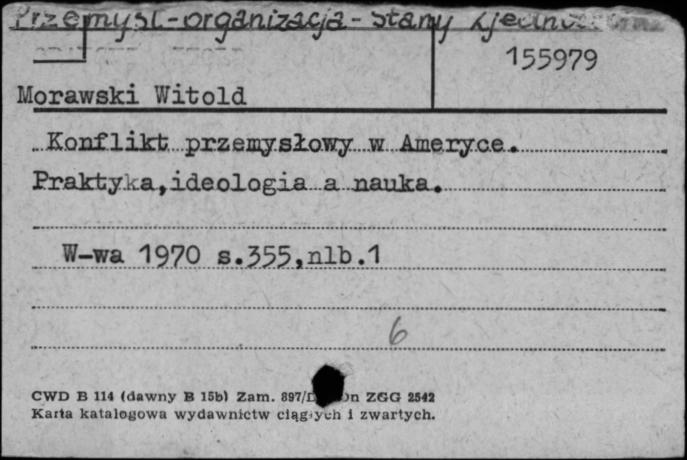 Przemysł-organizacja-Stany
155979
Morawski Witold
Konflikt przemysłowy w Ameryce.
Praktyka,ideologia a nauka.
W-wa 1970 s.355,nlb.1
6
CWD B 114 (dawny B 15b) Zam. 897/ ZGG 2542
Karta katalogowa wydawnictw ciągłych i zwartych.